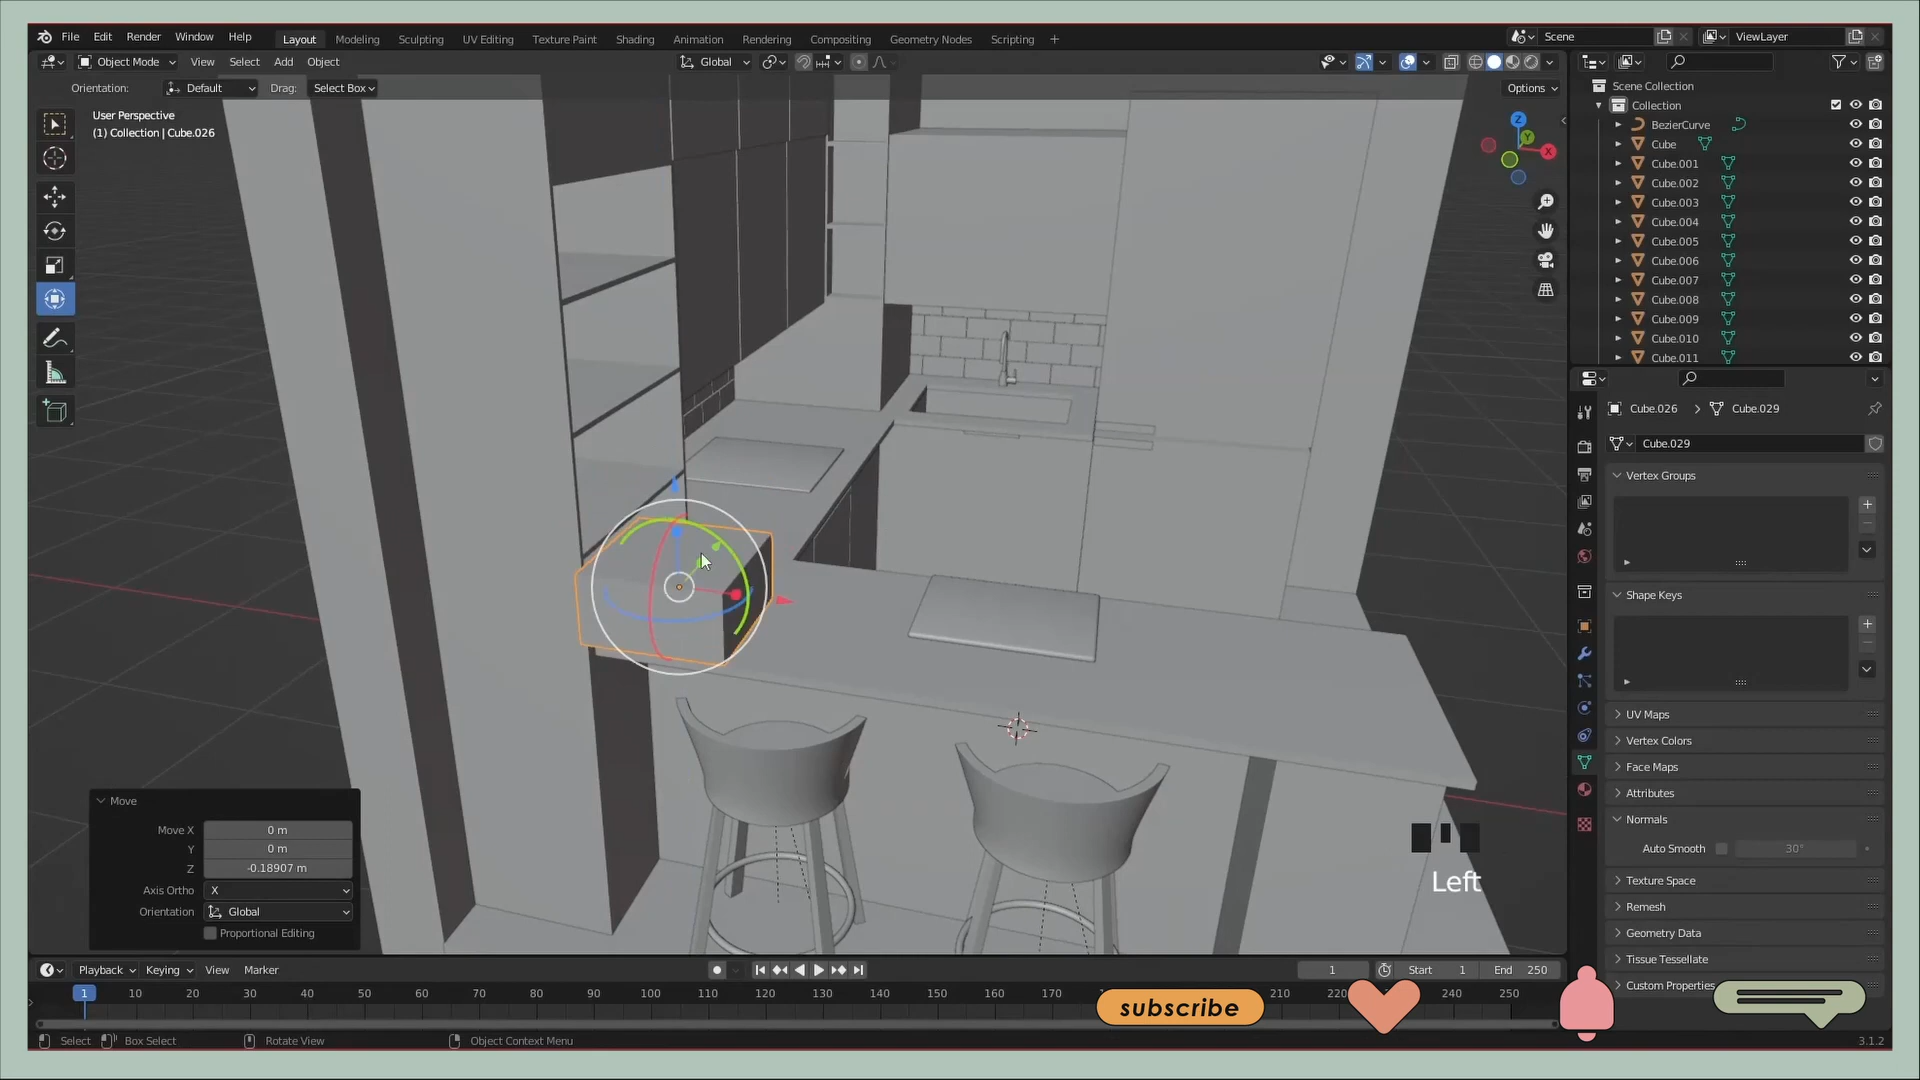 File Edit Render Window Help Layout Modeling Sculpting UV Editing Texture Paint Shading Animation Rendering Compositing Geometry Nodes Scripting + Scene ViewLayer
Object Mode View Select Add Object Global
Orientation: Default Drag: Select Box Options
User Perspective
(1) Collection | Cube.026
Z
Y
X
Scene Collection
Collection
BezierCurve
Cube
Cube.001
Cube.002
Cube.003
Cube.004
Cube.005
Cube.006
Cube.007
Cube.008
Cube.009
Cube.010
Cube.011
Cube.026 > Cube.029
Cube.029
Vertex Groups
Shape Keys
UV Maps
Vertex Colors
Face Maps
Attributes
Normals
Auto Smooth 30°
Texture Space
Remesh
Geometry Data
Tissue Tessellate
Custom Properties
Move
Move X 0 m
Y 0 m
Z -0.18907 m
Axis Ortho X
Orientation Global
Proportional Editing
Left
Playback Keying View Marker 1 Start 1 End 250
1 10 20 30 40 50 60 70 80 90 100 110 120 130 140 150 160 170 210 240 250
subscribe
Select Box Select Rotate View Object Context Menu 3.1.2